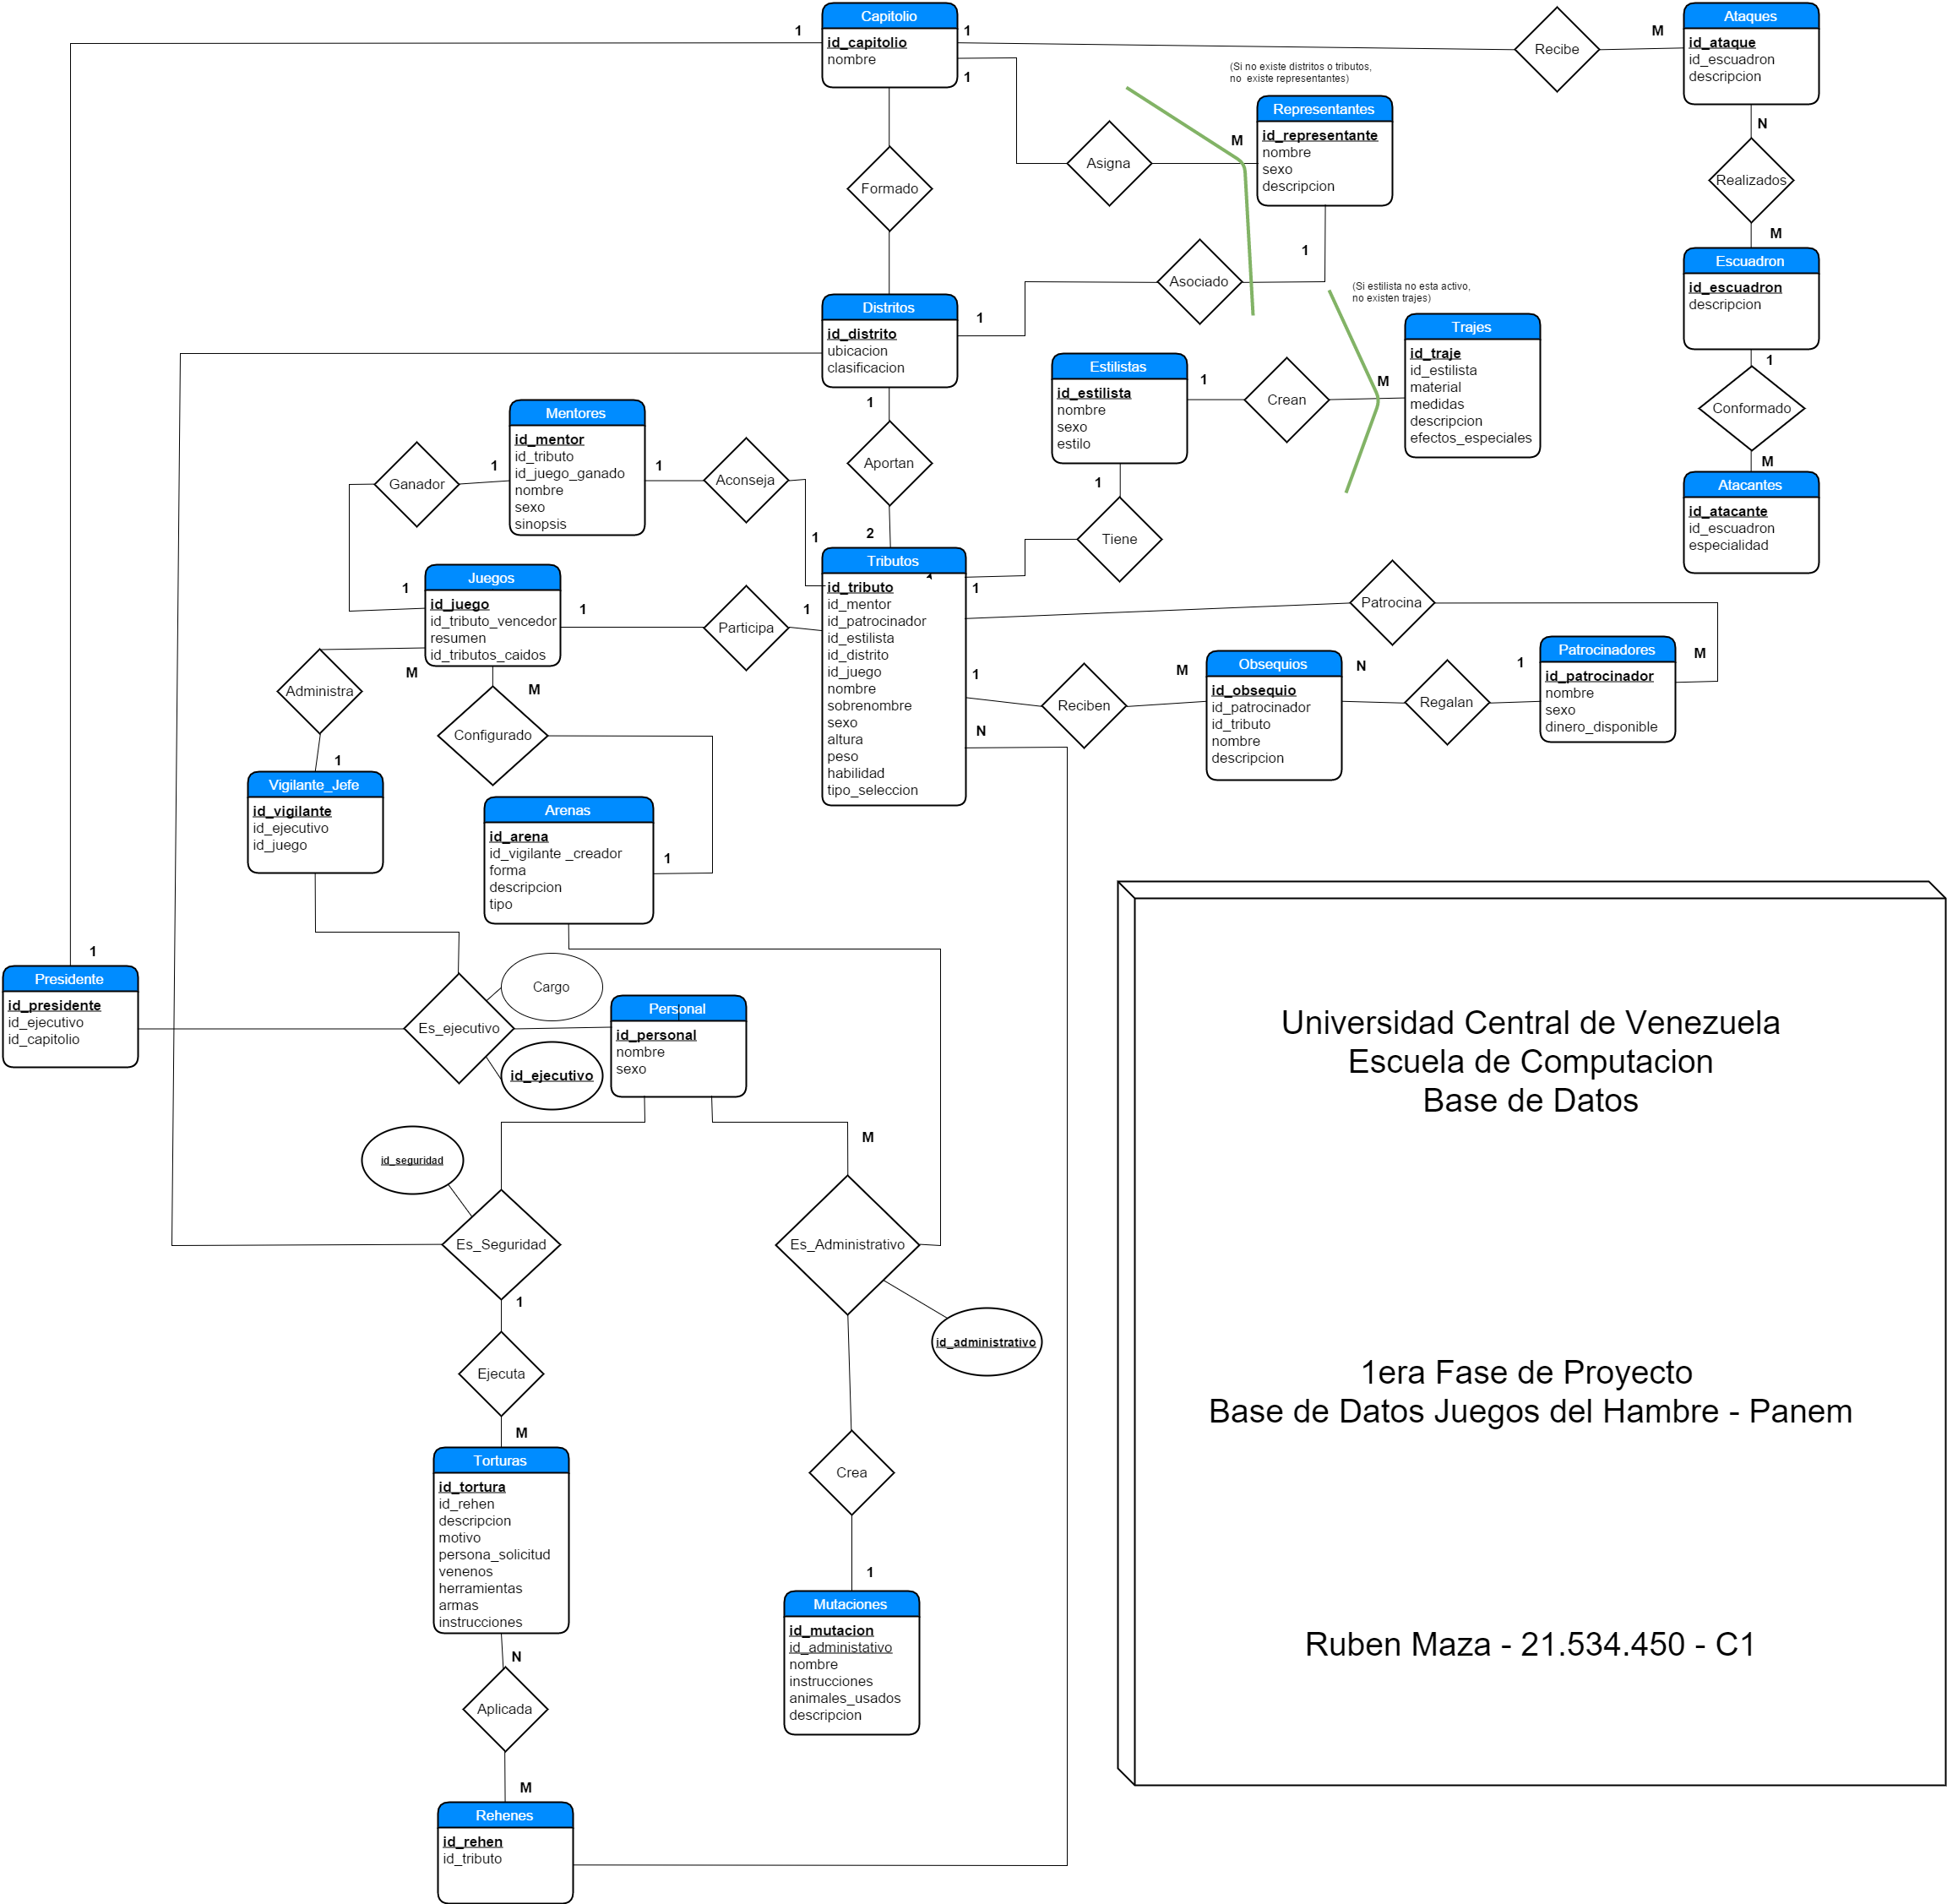 Capitolio
id_capitolio
nombre
1
1
1
Recibe
M
Ataques
id_ataque
id_escuadron
descripcion
(Si no existe distritos o tributos,
no  existe representantes)
Formado
Asigna
M
Representantes
id_representante
nombre
sexo
descripcion
N
Realizados
M
Escuadron
id_escuadron
descripcion
1
Conformado
M
Atacantes
id_atacante
id_escuadron
especialidad
Distritos
id_distrito
ubicacion
clasificacion
1
Asociado
1
(Si estilista no esta activo,
no existen trajes)
Estilistas
id_estilista
nombre
sexo
estilo
1
Crean
M
Trajes
id_traje
id_estilista
material
medidas
descripcion
efectos_especiales
1
Aportan
2
Mentores
id_mentor
id_tributo
id_juego_ganado
nombre
sexo
sinopsis
Ganador
1
1
1
Aconseja
1
1
Tiene
1
Juegos
id_juego
id_tributo_vencedor
resumen
id_tributos_caidos
1
Participa
1
Tributos
id_tributo
id_mentor
id_patrocinador
id_estilista
id_distrito
id_juego
nombre
sobrenombre
sexo
altura
peso
habilidad
tipo_seleccion
Patrocina
M
1
Reciben
M
Obsequios
id_obsequio
id_patrocinador
id_tributo
nombre
descripcion
N
Regalan
1
Patrocinadores
id_patrocinador
nombre
sexo
dinero_disponible
N
Administra
M
1
M
Configurado
1
Vigilante_Jefe
id_vigilante
id_ejecutivo
id_juego
Arenas
id_arena
id_vigilante _creador
forma
descripcion
tipo
1
Presidente
id_presidente
id_ejecutivo
id_capitolio
Es_ejecutivo
Cargo
id_ejecutivo
Personal
id_personal
nombre
sexo
id_seguridad
Es_Seguridad
M
Es_Administrativo
id_administrativo
1
Ejecuta
M
Torturas
id_tortura
id_rehen
descripcion
motivo
persona_solicitud
venenos
herramientas
armas
instrucciones
Crea
1
Mutaciones
id_mutacion
id_administativo
nombre
instrucciones
animales_usados
descripcion
N
Aplicada
M
Rehenes
id_rehen
id_tributo
Universidad Central de Venezuela
Escuela de Computacion
Base de Datos
1era Fase de Proyecto
Base de Datos Juegos del Hambre - Panem
Ruben Maza - 21.534.450 - C1